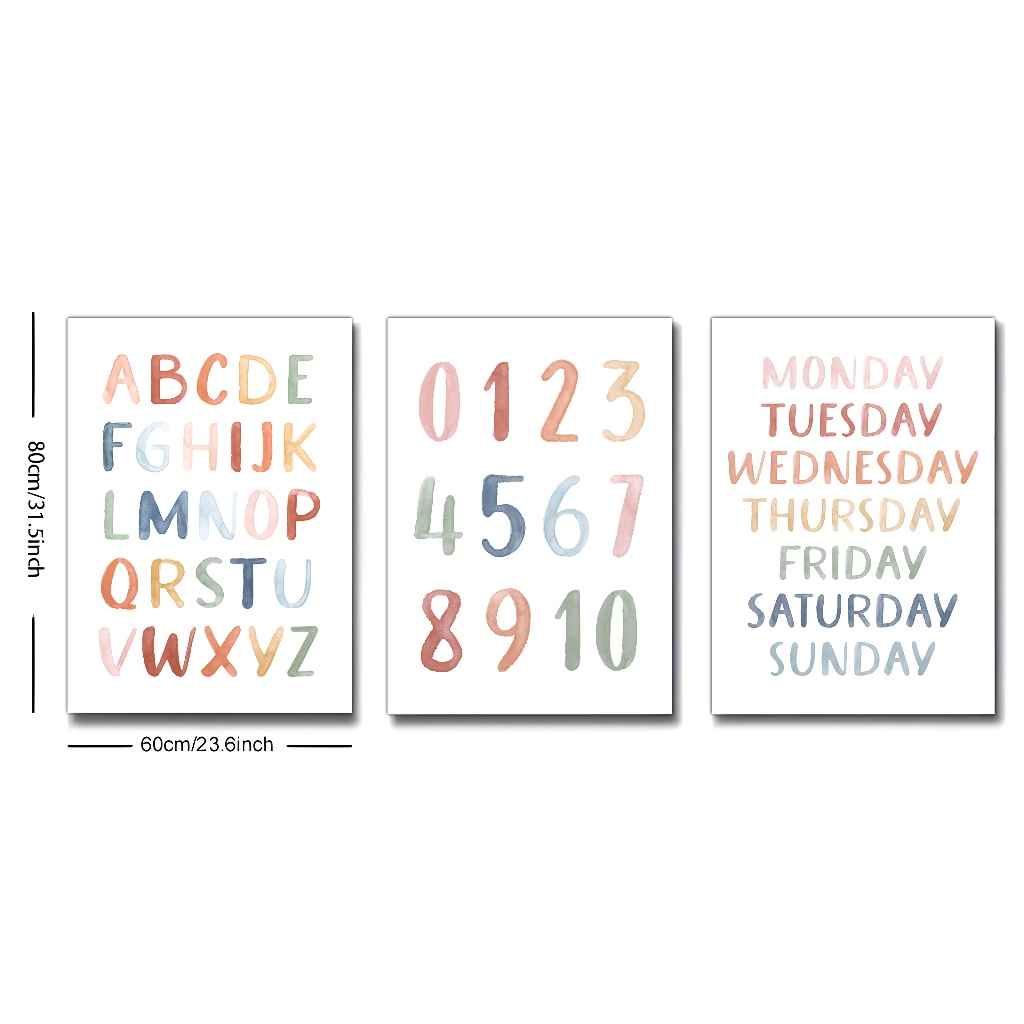 80cm/31.5inch
ABCDE
FGHIJK
LMNOP
QRSTU
VWXYZ
60cm/23.6inch
0123
4567
8910
MONDAY
TUESDAY
WEDNESDAY
THURSDAY
FRIDAY
SATURDAY
SUNDAY